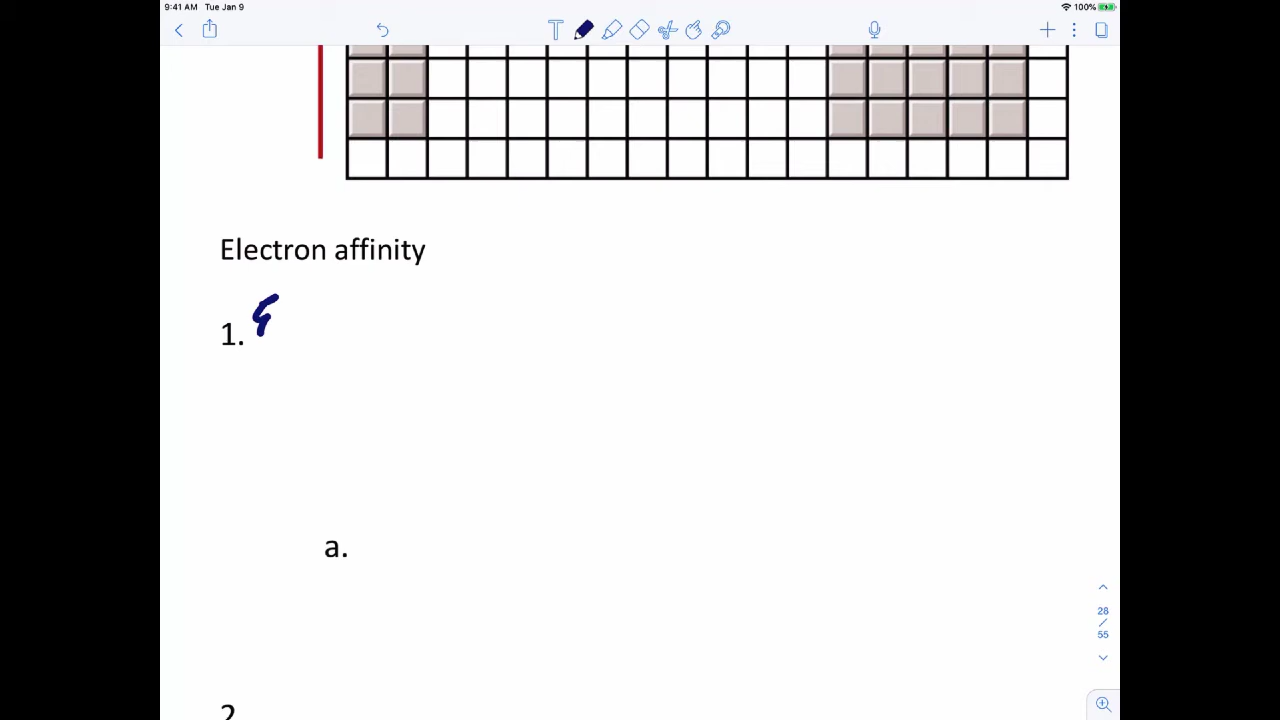 9:41 AM Tue Jan 9
100%
T
Electron affinity
1.
a.
28
/
55
2.